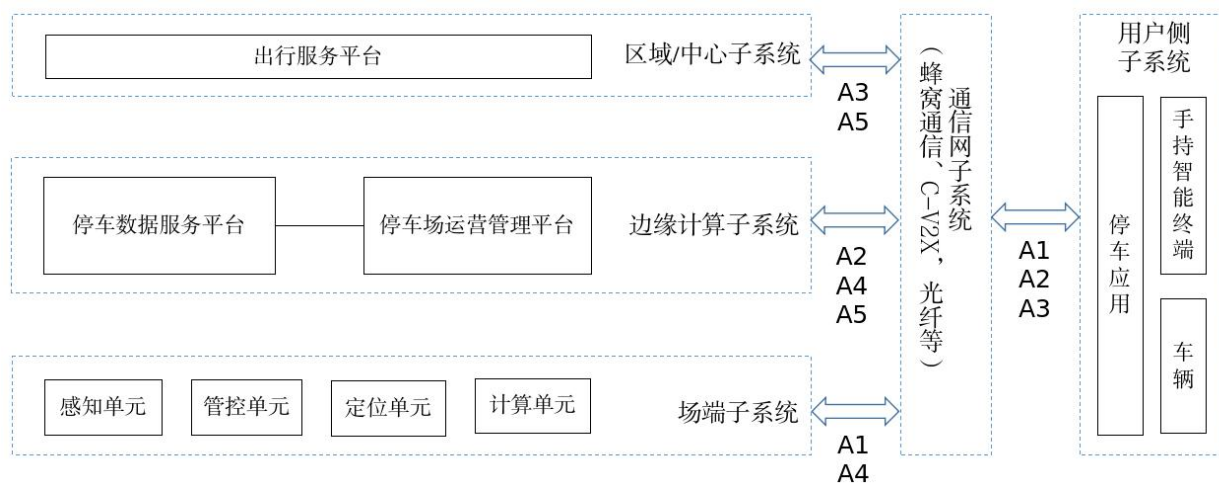 出行服务平台
区域/中心子系统
A3
A5
停车数据服务平台
停车场运营管理平台
边缘计算子系统
A2
A4
A5
感知单元
管控单元
定位单元
计算单元
场端子系统
A1
A4
通信网子系统
（蜂窝通信、C-V2X，光纤等）
A1
A2
A3
用户侧
子系统
停车应用
手持智能终端
车辆